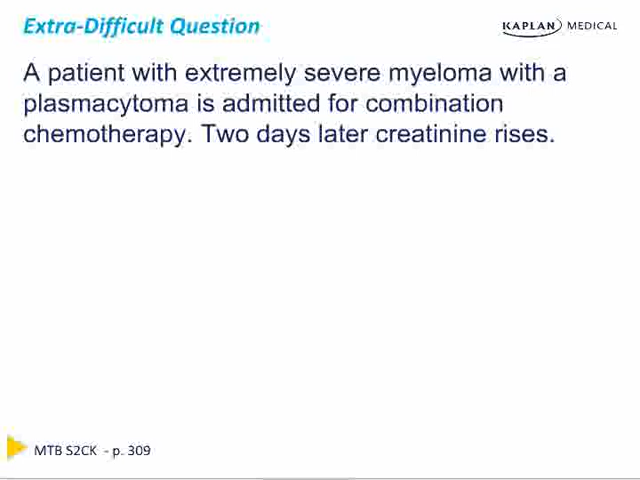 Extra-Difficult Question
KAPLAN MEDICAL
A patient with extremely severe myeloma with a
plasmacytoma is admitted for combination
chemotherapy. Two days later creatinine rises.
MTB S2CK - p. 309